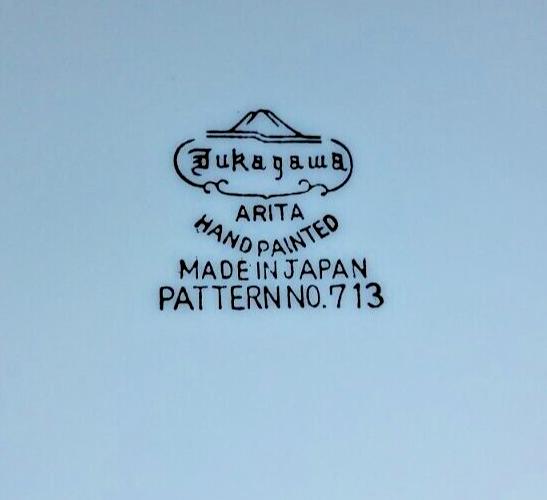 Fukagawa
ARITA
HAND PAINTED
MADE IN JAPAN
PATTERN NO. 713